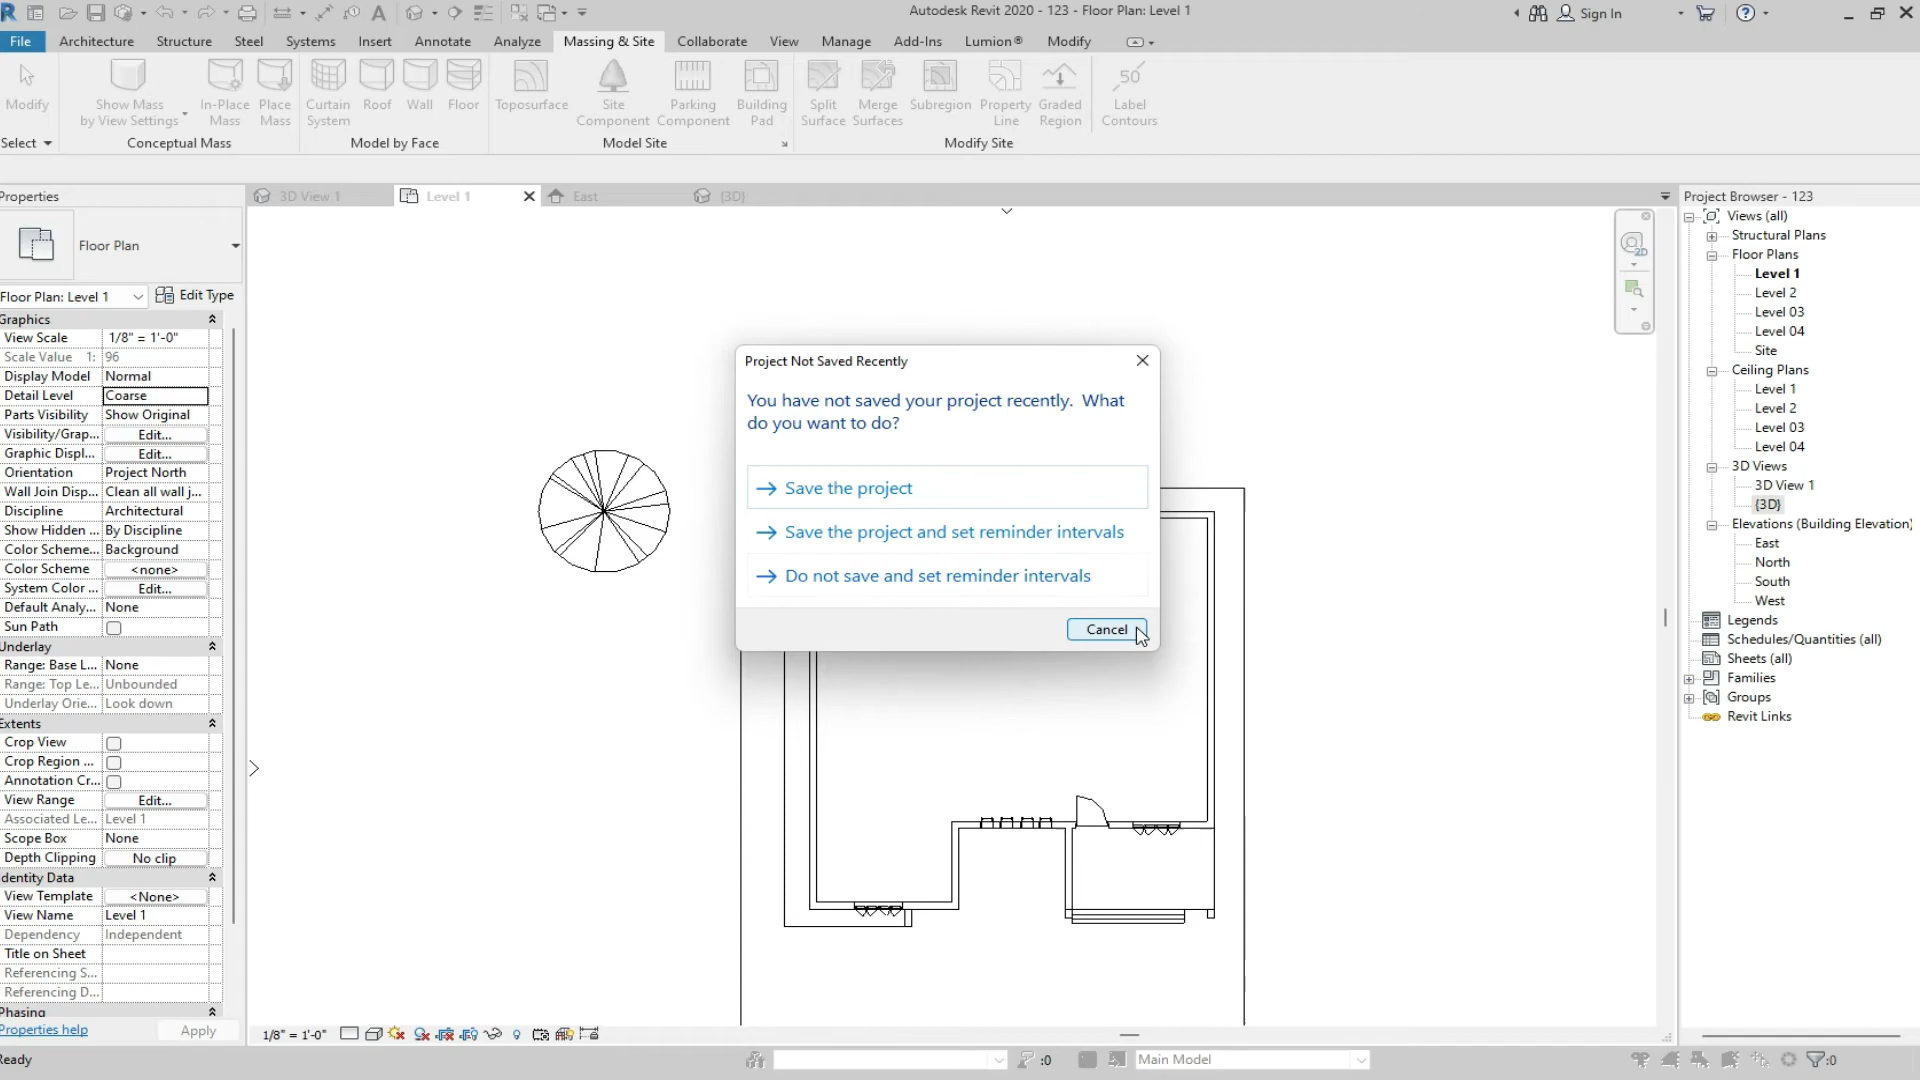 Autodesk Revit 2020 - 123 - Floor Plan: Level 1
Sign In
File Architecture Structure Steel Systems Insert Annotate Analyze Massing & Site Collaborate View Manage Add-Ins Lumion® Modify
Modify
Show Mass
by View Settings
In-Place
Mass
Place
Mass
Curtain
System
Roof
Wall
Floor
Toposurface
Site
Component
Parking
Component
Building
Pad
Split
Surface
Merge
Surfaces
Subregion
Property
Line
Graded
Region
50
Label
Contours
Select
Conceptual Mass
Model by Face
Model Site
Modify Site
Properties
Floor Plan
Floor Plan: Level 1
Edit Type
Graphics
View Scale 1/8" = 1'-0"
Scale Value 1: 96
Display Model Normal
Detail Level Coarse
Parts Visibility Show Original
Visibility/Grap... Edit...
Graphic Displ... Edit...
Orientation Project North
Wall Join Disp... Clean all wall j...
Discipline Architectural
Show Hidden ... By Discipline
Color Scheme... Background
Color Scheme <none>
System Color ... Edit...
Default Analy... None
Sun Path
Underlay
Range: Base L... None
Range: Top Le... Unbounded
Underlay Orie... Look down
Extents
Crop View
Crop Region ...
Annotation Cr...
View Range Edit...
Associated Le... Level 1
Scope Box None
Depth Clipping No clip
dentity Data
View Template <None>
View Name Level 1
Dependency Independent
Title on Sheet
Referencing S...
Referencing D...
Phasing
Properties help
Apply
3D View 1
Level 1
East
{3D}
2D
Project Not Saved Recently
You have not saved your project recently. What
do you want to do?
Save the project
Save the project and set reminder intervals
Do not save and set reminder intervals
Cancel
Project Browser - 123
Views (all)
Structural Plans
Floor Plans
Level 1
Level 2
Level 03
Level 04
Site
Ceiling Plans
Level 1
Level 2
Level 03
Level 04
3D Views
3D View 1
{3D}
Elevations (Building Elevation)
East
North
South
West
Legends
Schedules/Quantities (all)
Sheets (all)
Families
Groups
Revit Links
1/8" = 1'-0"
Ready
:0
Main Model
:0